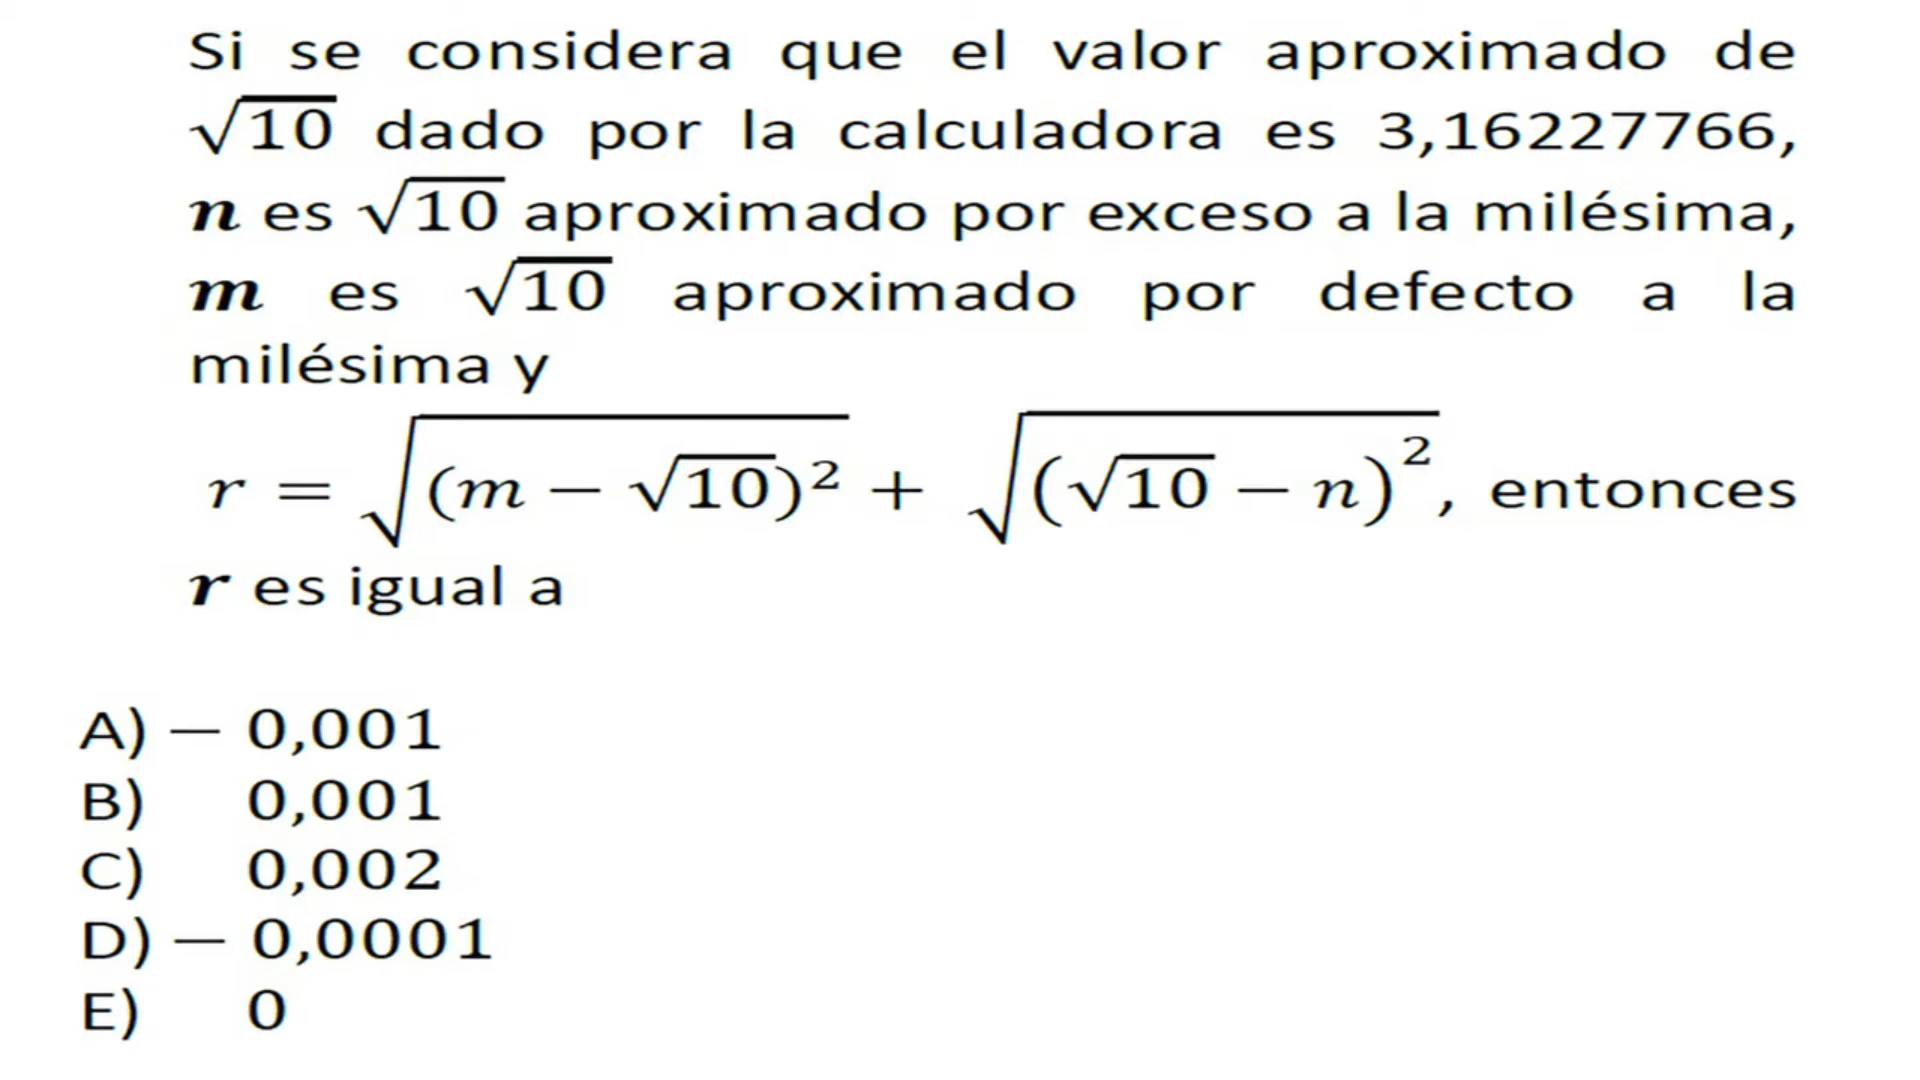 Si se considera que el valor aproximado de
√10 dado por la calculadora es 3,16227766,
n es √10 aproximado por exceso a la milésima,
m es √10 aproximado por defecto a la
milésima y
r = √(m − √10)² + √(√10 − n)², entonces
r es igual a
A) − 0,001
B) 0,001
C) 0,002
D) − 0,0001
E) 0